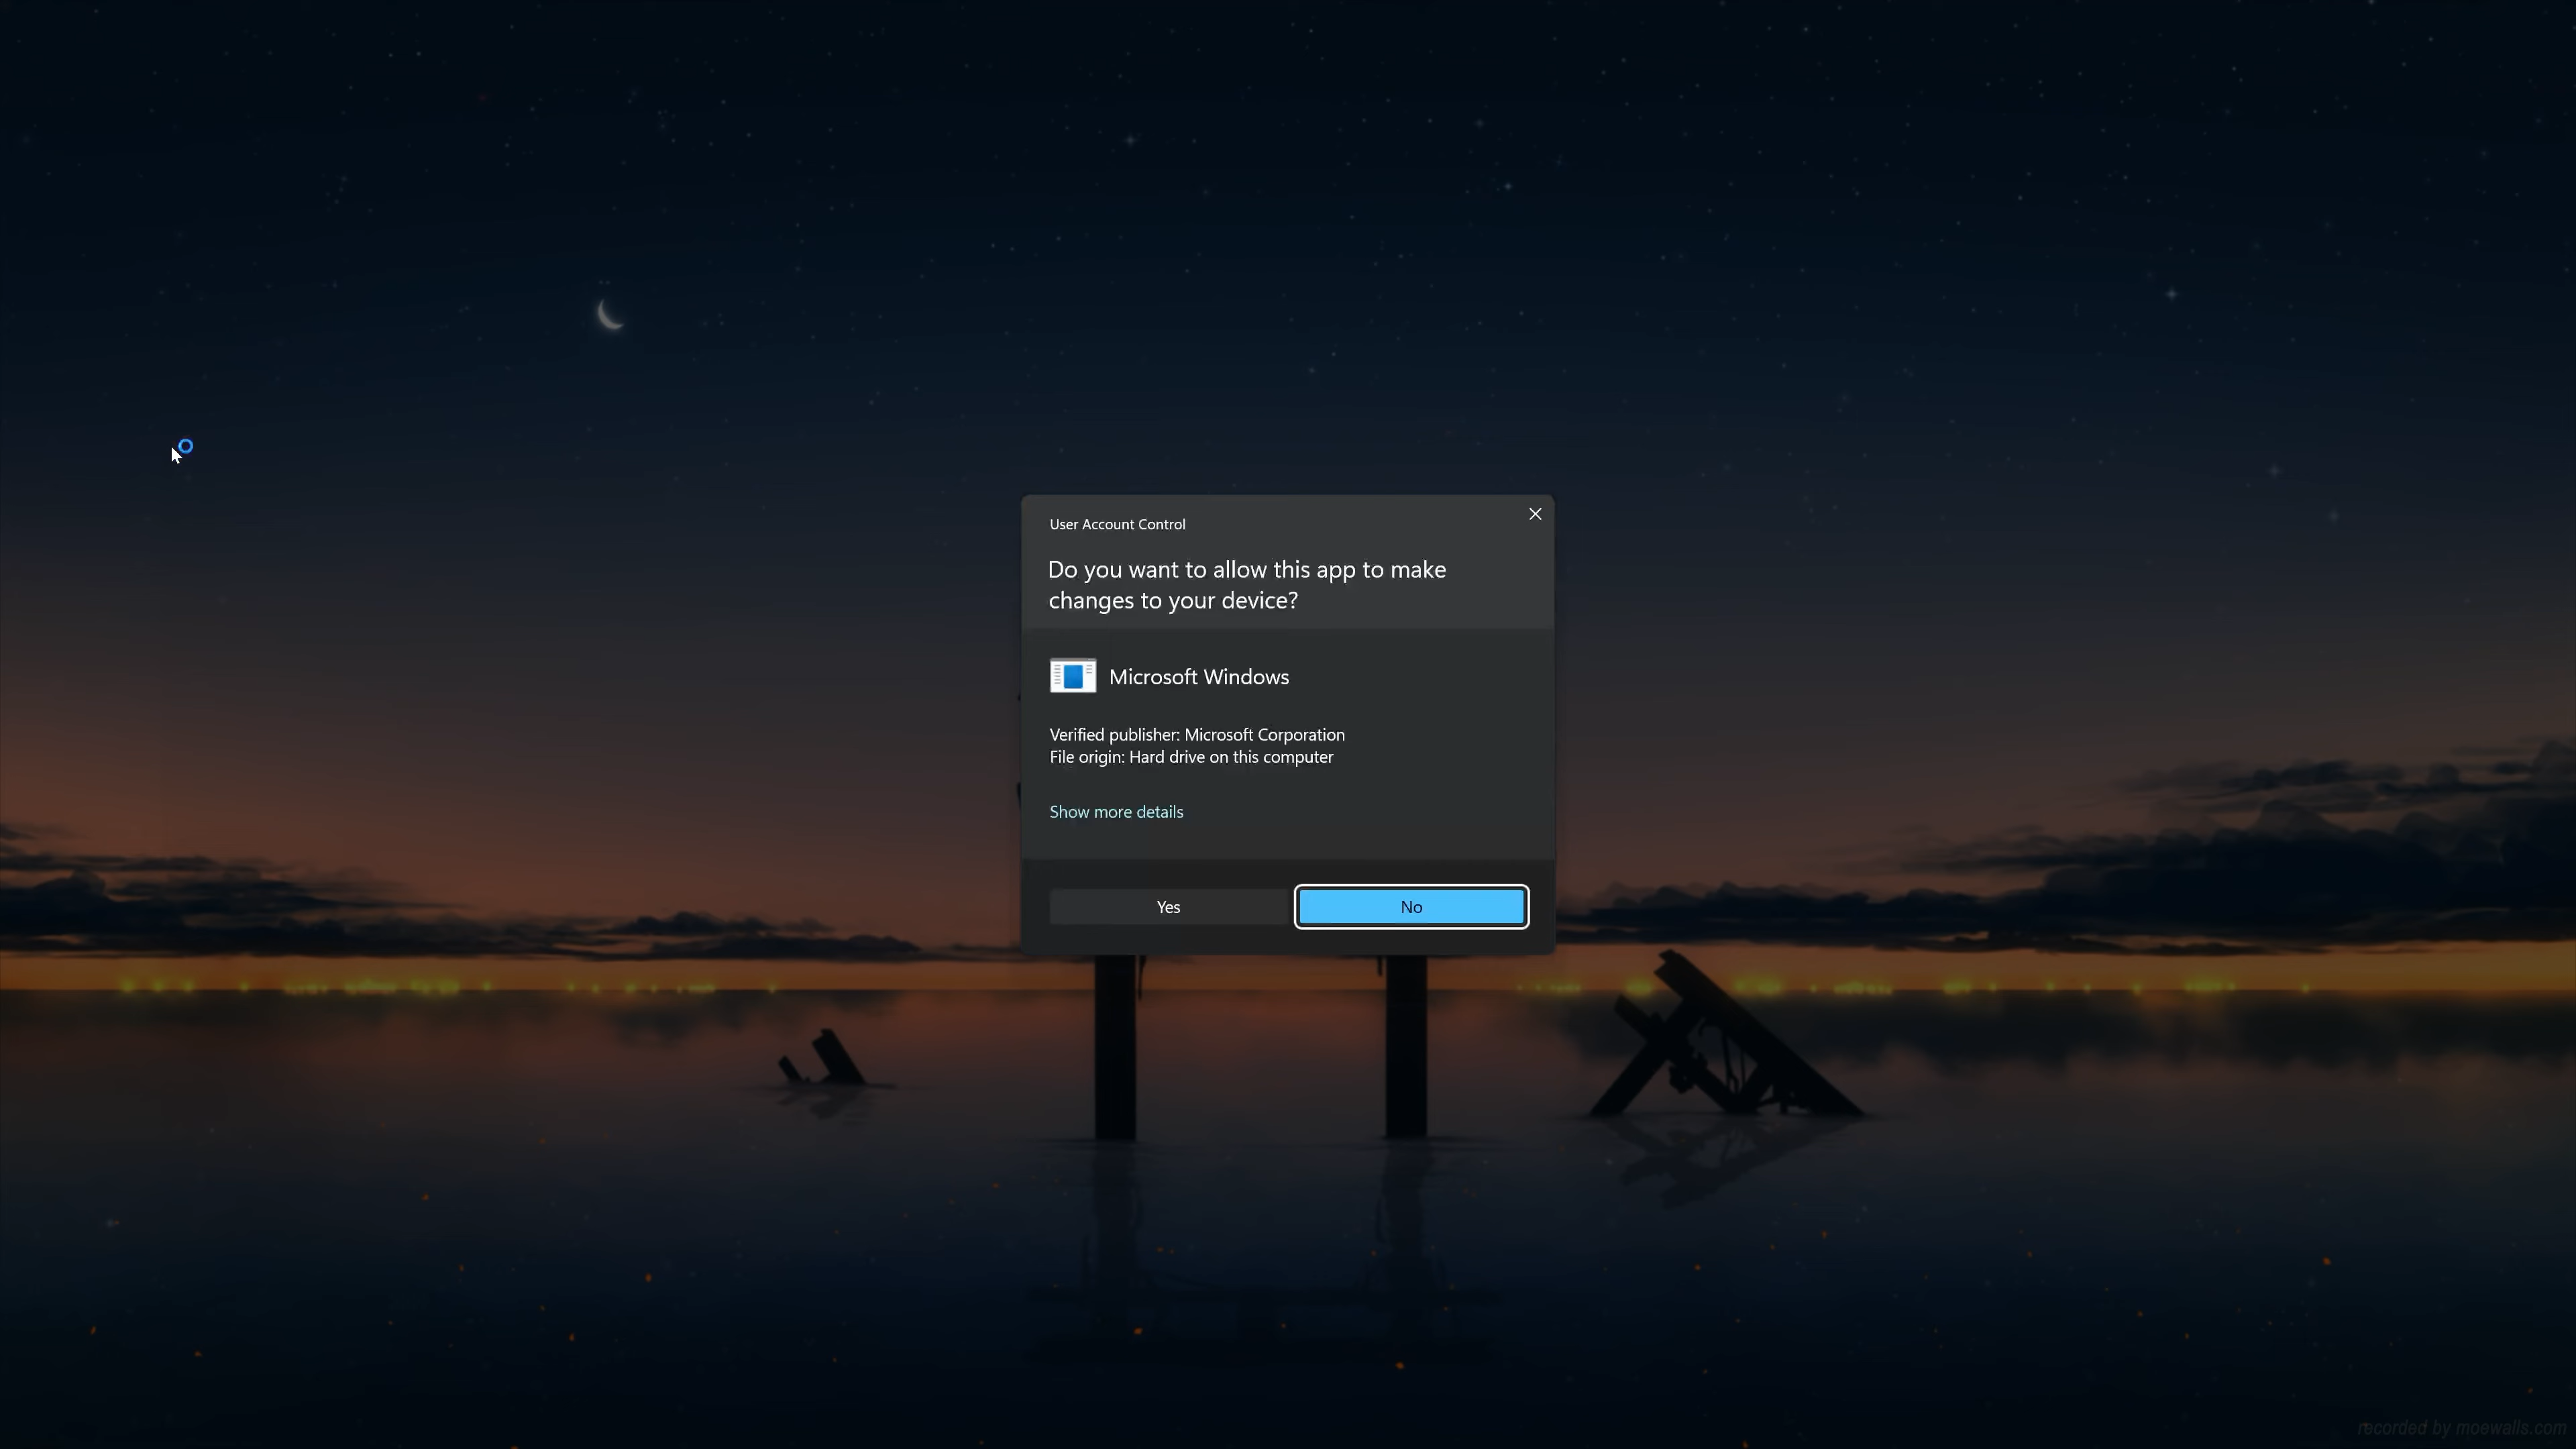 User Account Control
Do you want to allow this app to make
changes to your device?
Microsoft Windows
Verified publisher: Microsoft Corporation
File origin: Hard drive on this computer
Show more details
Yes
No
recorded by moewalls.com